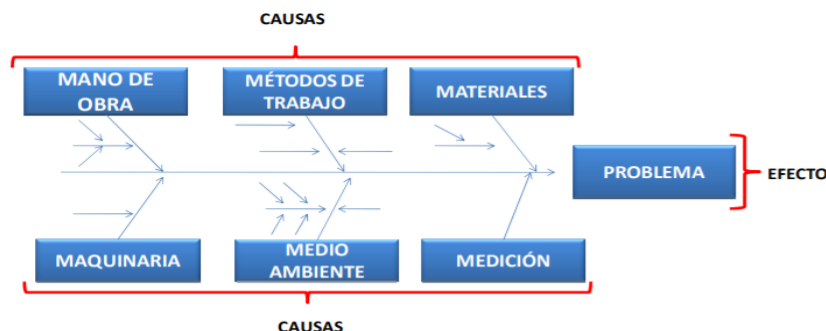 CAUSAS
MANO DE
OBRA
MÉTODOS DE
TRABAJO
MATERIALES
PROBLEMA
EFECTO
MAQUINARIA
MEDIO
AMBIENTE
MEDICIÓN
CAUSAS